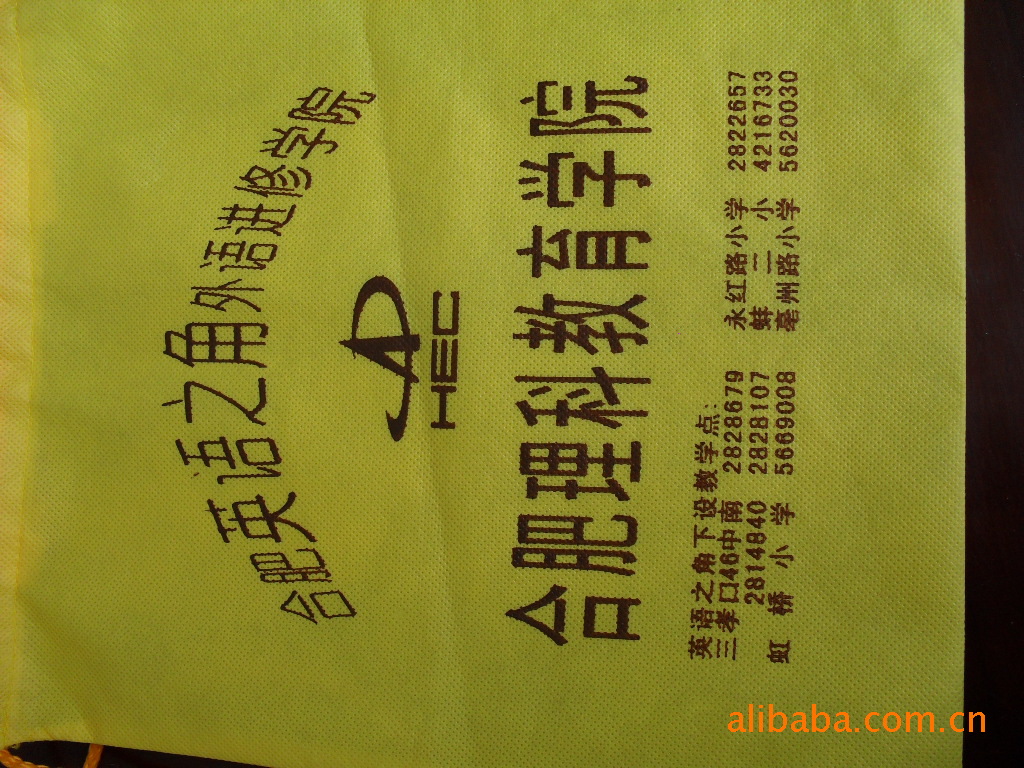 合肥英语之角外语进修学院
HEC
合肥理科教育学院
英语之角下设教学点:
三孝口46中南 2828679 永红路小学 2822657
2814840 2828107 蚌二小 4216733
虹桥小学 5669008 亳州路小学 5620030
alibaba.com.cn